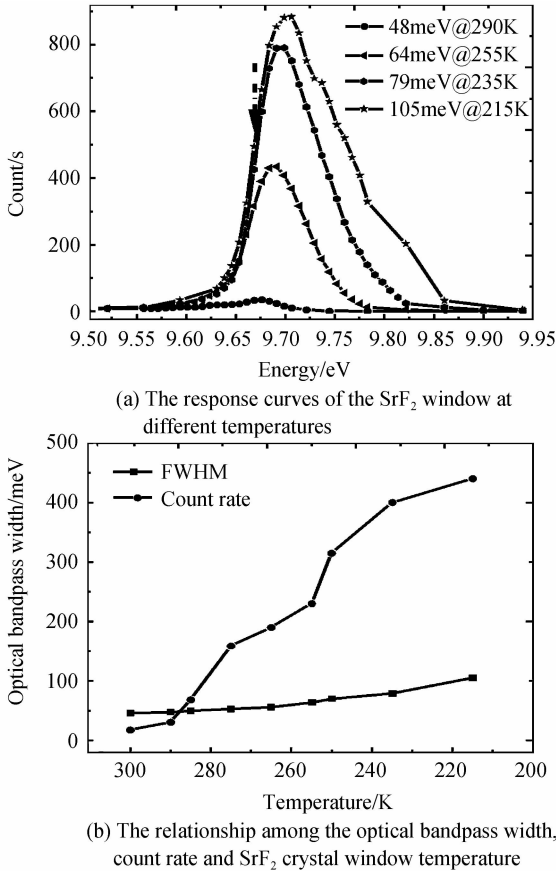 (a)
800
600
400
200
0
Count/s
48meV@290K
64meV@255K
79meV@235K
105meV@215K
9.50 9.55 9.60 9.65 9.70 9.75 9.80 9.85 9.90 9.95
Energy/eV
(a) The response curves of the SrF₂ window at
different temperatures
500
400
300
200
100
0
Optical bandpass width/meV
FWHM
Count rate
(b)
300 280 260 240 220 200
Temperature/K
(b) The relationship among the optical bandpass width,
count rate and SrF₂ crystal window temperature